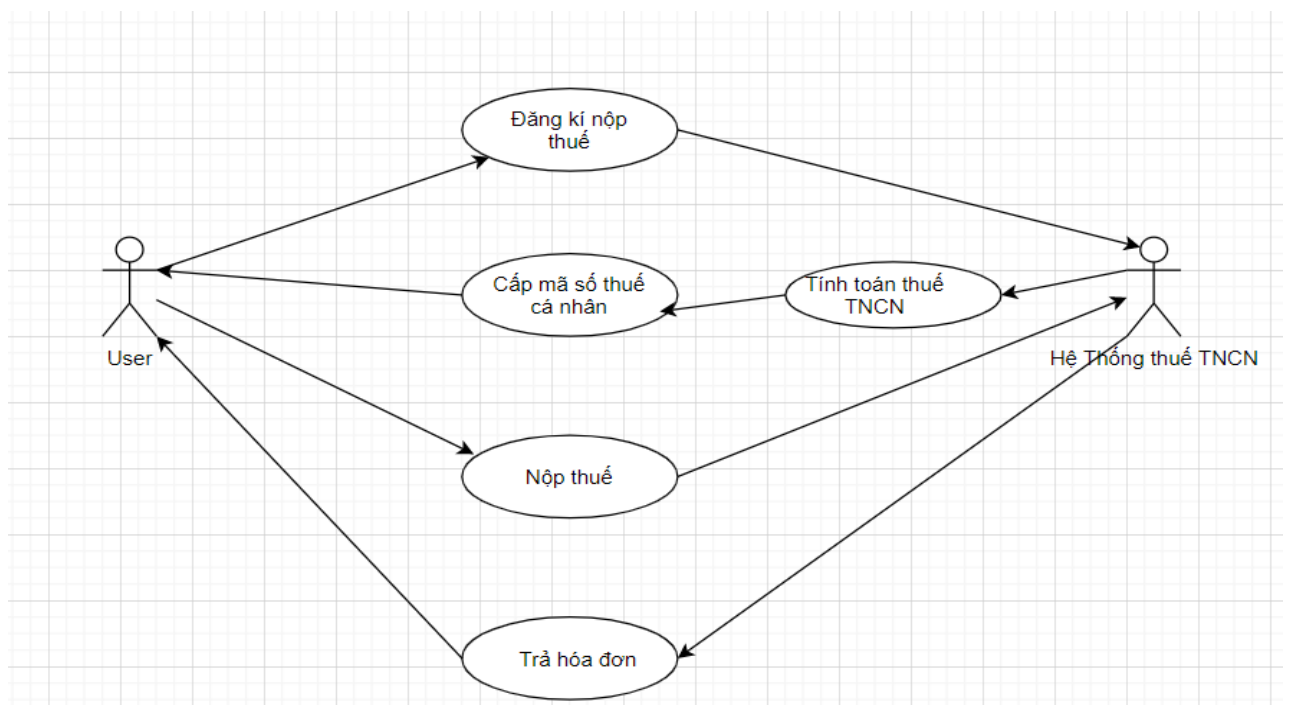 Đăng kí nộp
thuế
Cấp mã số thuế
cá nhân
Tính toán thuế
TNCN
User
Hệ Thống thuế TNCN
Nộp thuế
Trả hóa đơn